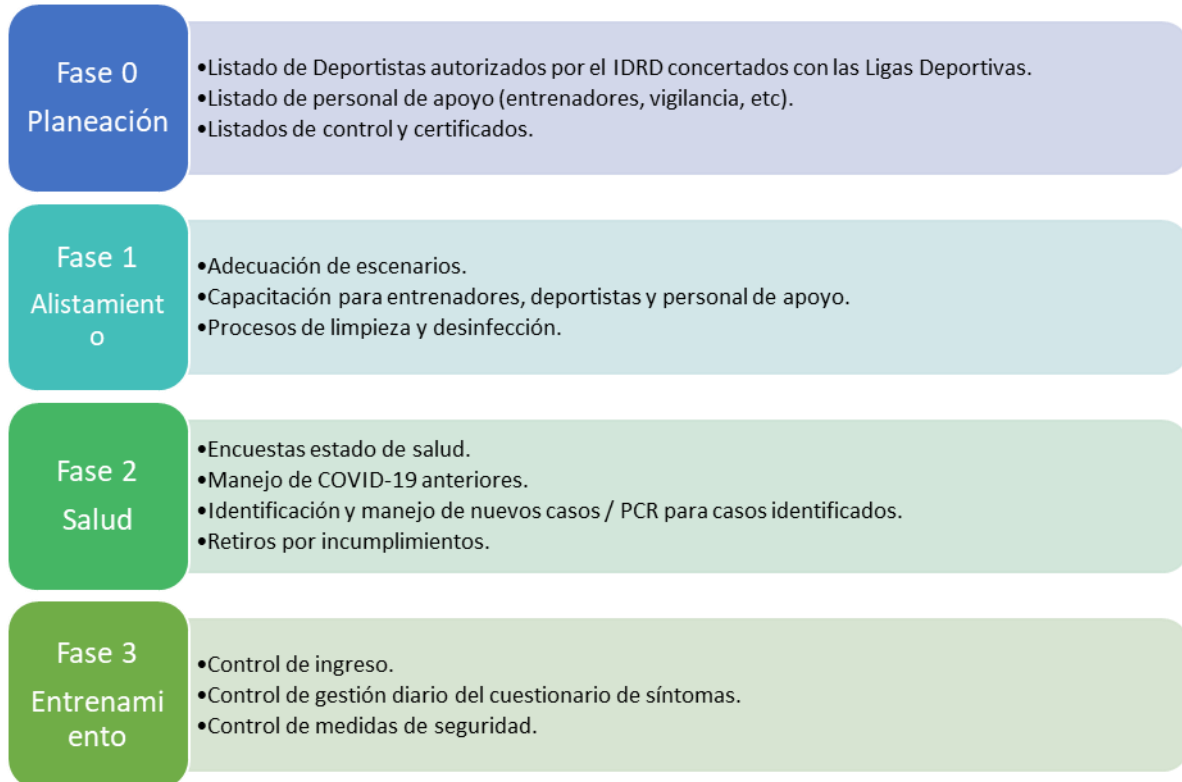 Fase 0
Planeación
•Listado de Deportistas autorizados por el IDRD concertados con las Ligas Deportivas.
•Listado de personal de apoyo (entrenadores, vigilancia, etc).
•Listados de control y certificados.
Fase 1
Alistamient
o
•Adecuación de escenarios.
•Capacitación para entrenadores, deportistas y personal de apoyo.
•Procesos de limpieza y desinfección.
Fase 2
Salud
•Encuestas estado de salud.
•Manejo de COVID-19 anteriores.
•Identificación y manejo de nuevos casos / PCR para casos identificados.
•Retiros por incumplimientos.
Fase 3
Entrenami
ento
•Control de ingreso.
•Control de gestión diario del cuestionario de síntomas.
•Control de medidas de seguridad.